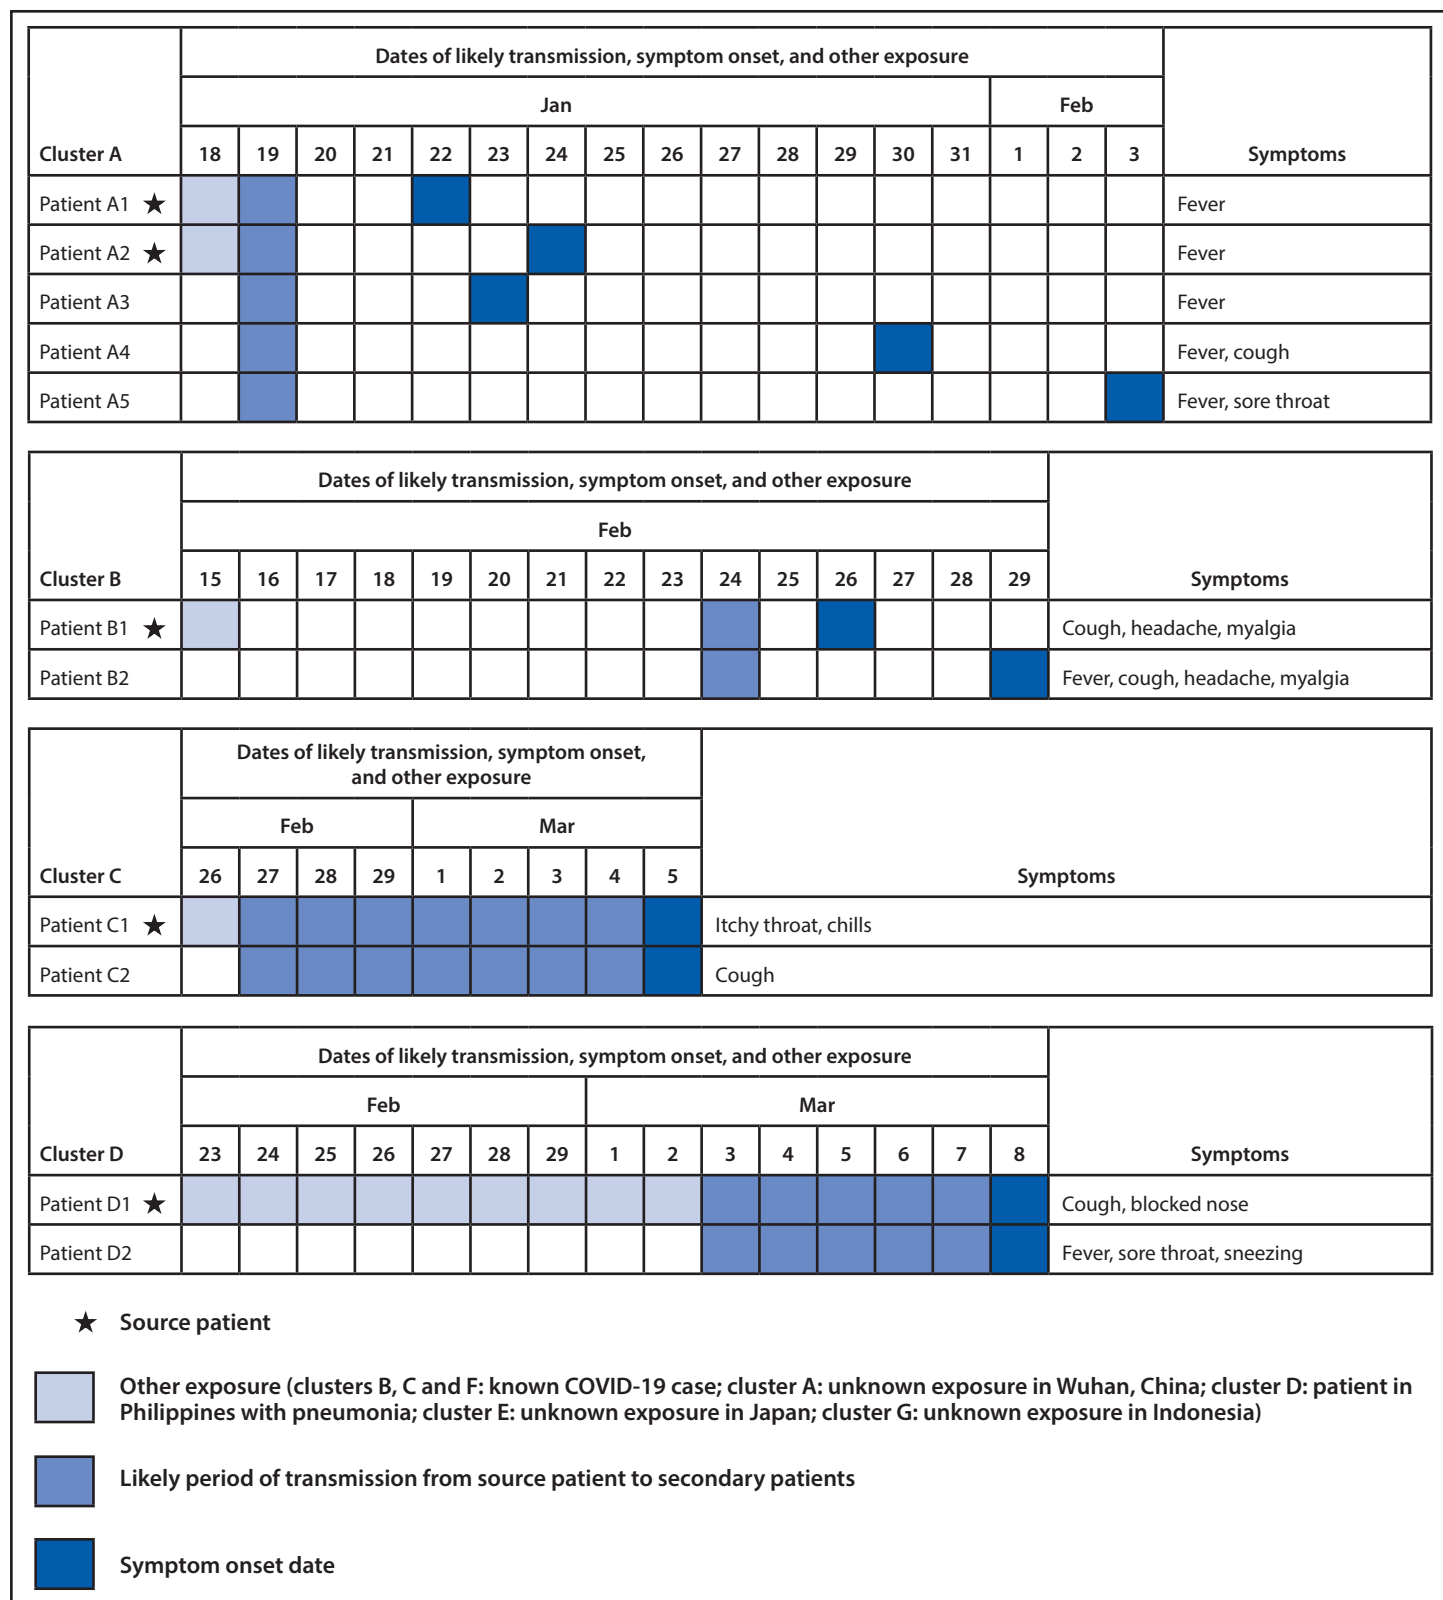 Dates of likely transmission, symptom onset, and other exposure
Jan Feb
Cluster A 18 19 20 21 22 23 24 25 26 27 28 29 30 31 1 2 3 Symptoms
Patient A1 ★ Fever
Patient A2 ★ Fever
Patient A3 Fever
Patient A4 Fever, cough
Patient A5 Fever, sore throat
Dates of likely transmission, symptom onset, and other exposure
Feb
Cluster B 15 16 17 18 19 20 21 22 23 24 25 26 27 28 29 Symptoms
Patient B1 ★ Cough, headache, myalgia
Patient B2 Fever, cough, headache, myalgia
Dates of likely transmission, symptom onset,
and other exposure
Feb Mar
Cluster C 26 27 28 29 1 2 3 4 5 Symptoms
Patient C1 ★ Itchy throat, chills
Patient C2 Cough
Dates of likely transmission, symptom onset, and other exposure
Feb Mar
Cluster D 23 24 25 26 27 28 29 1 2 3 4 5 6 7 8 Symptoms
Patient D1 ★ Cough, blocked nose
Patient D2 Fever, sore throat, sneezing
★ Source patient
Other exposure (clusters B, C and F: known COVID-19 case; cluster A: unknown exposure in Wuhan, China; cluster D: patient in
Philippines with pneumonia; cluster E: unknown exposure in Japan; cluster G: unknown exposure in Indonesia)
Likely period of transmission from source patient to secondary patients
Symptom onset date